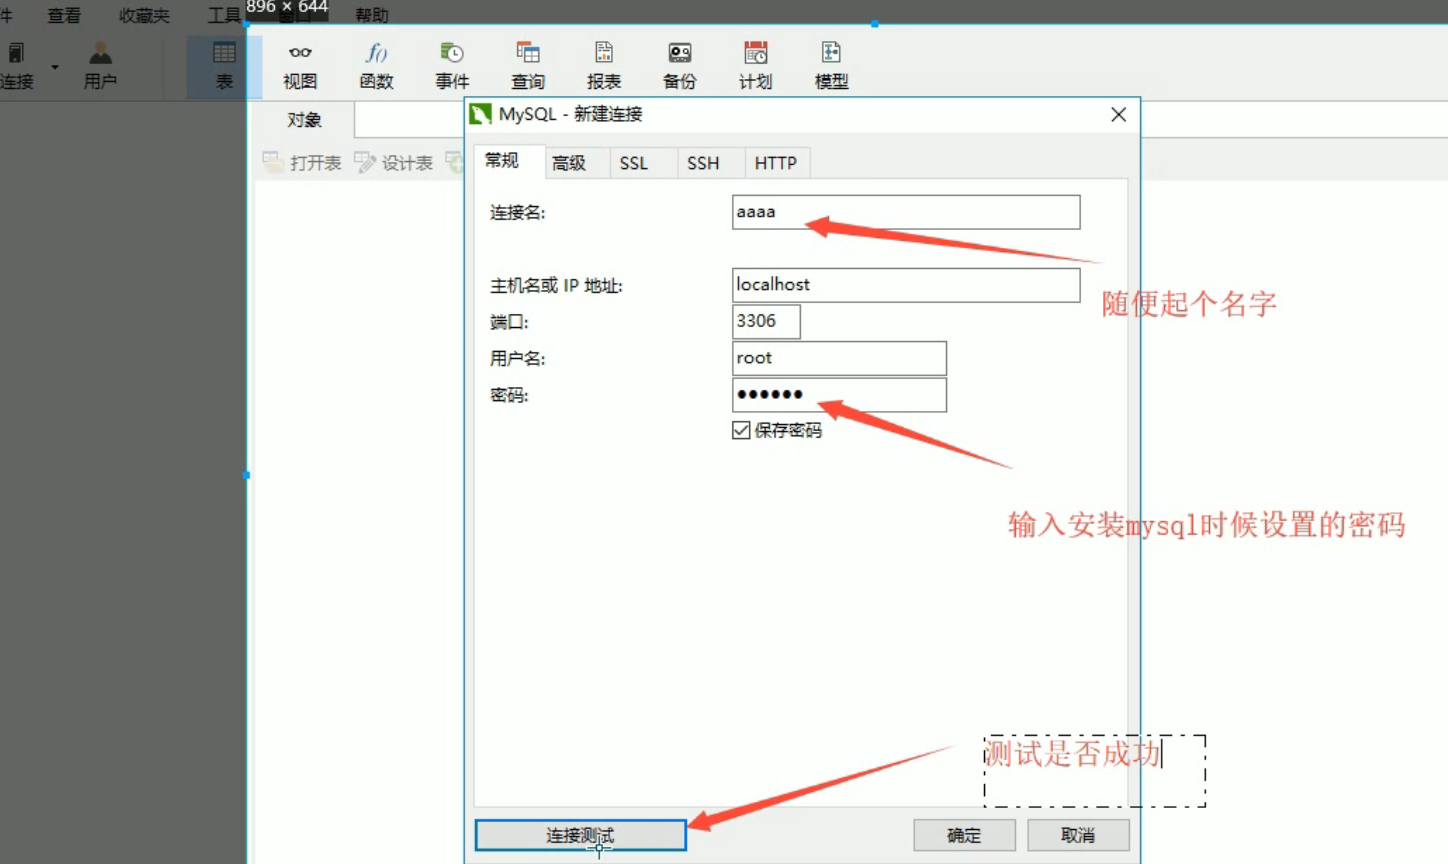 896 × 644
件 查看 收藏夹 工具 窗口 帮助
连接 用户 表 视图 函数 事件 查询 报表 备份 计划 模型
对象
打开表 设计表
MySQL - 新建连接
常规 高级 SSL SSH HTTP
连接名: aaaa
主机名或 IP 地址: localhost
随便起个名字
端口: 3306
用户名: root
密码: ●●●●●●
保存密码
输入安装mysql时候设置的密码
测试是否成功
连接测试 确定 取消